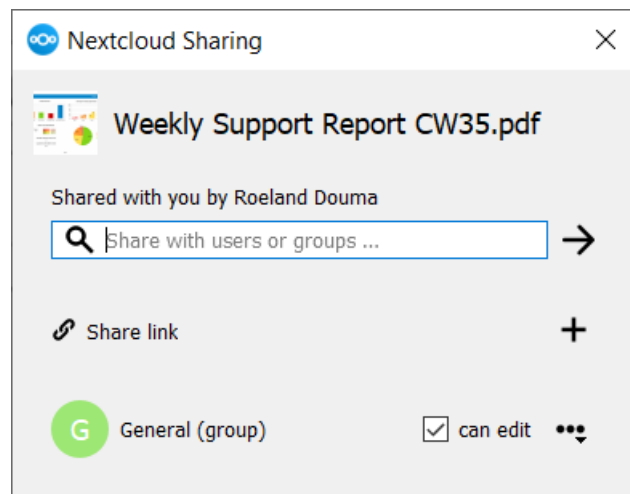 Nextcloud Sharing
Weekly Support Report CW35.pdf
Shared with you by Roeland Douma
Share with users or groups ...
Share link
G General (group) can edit